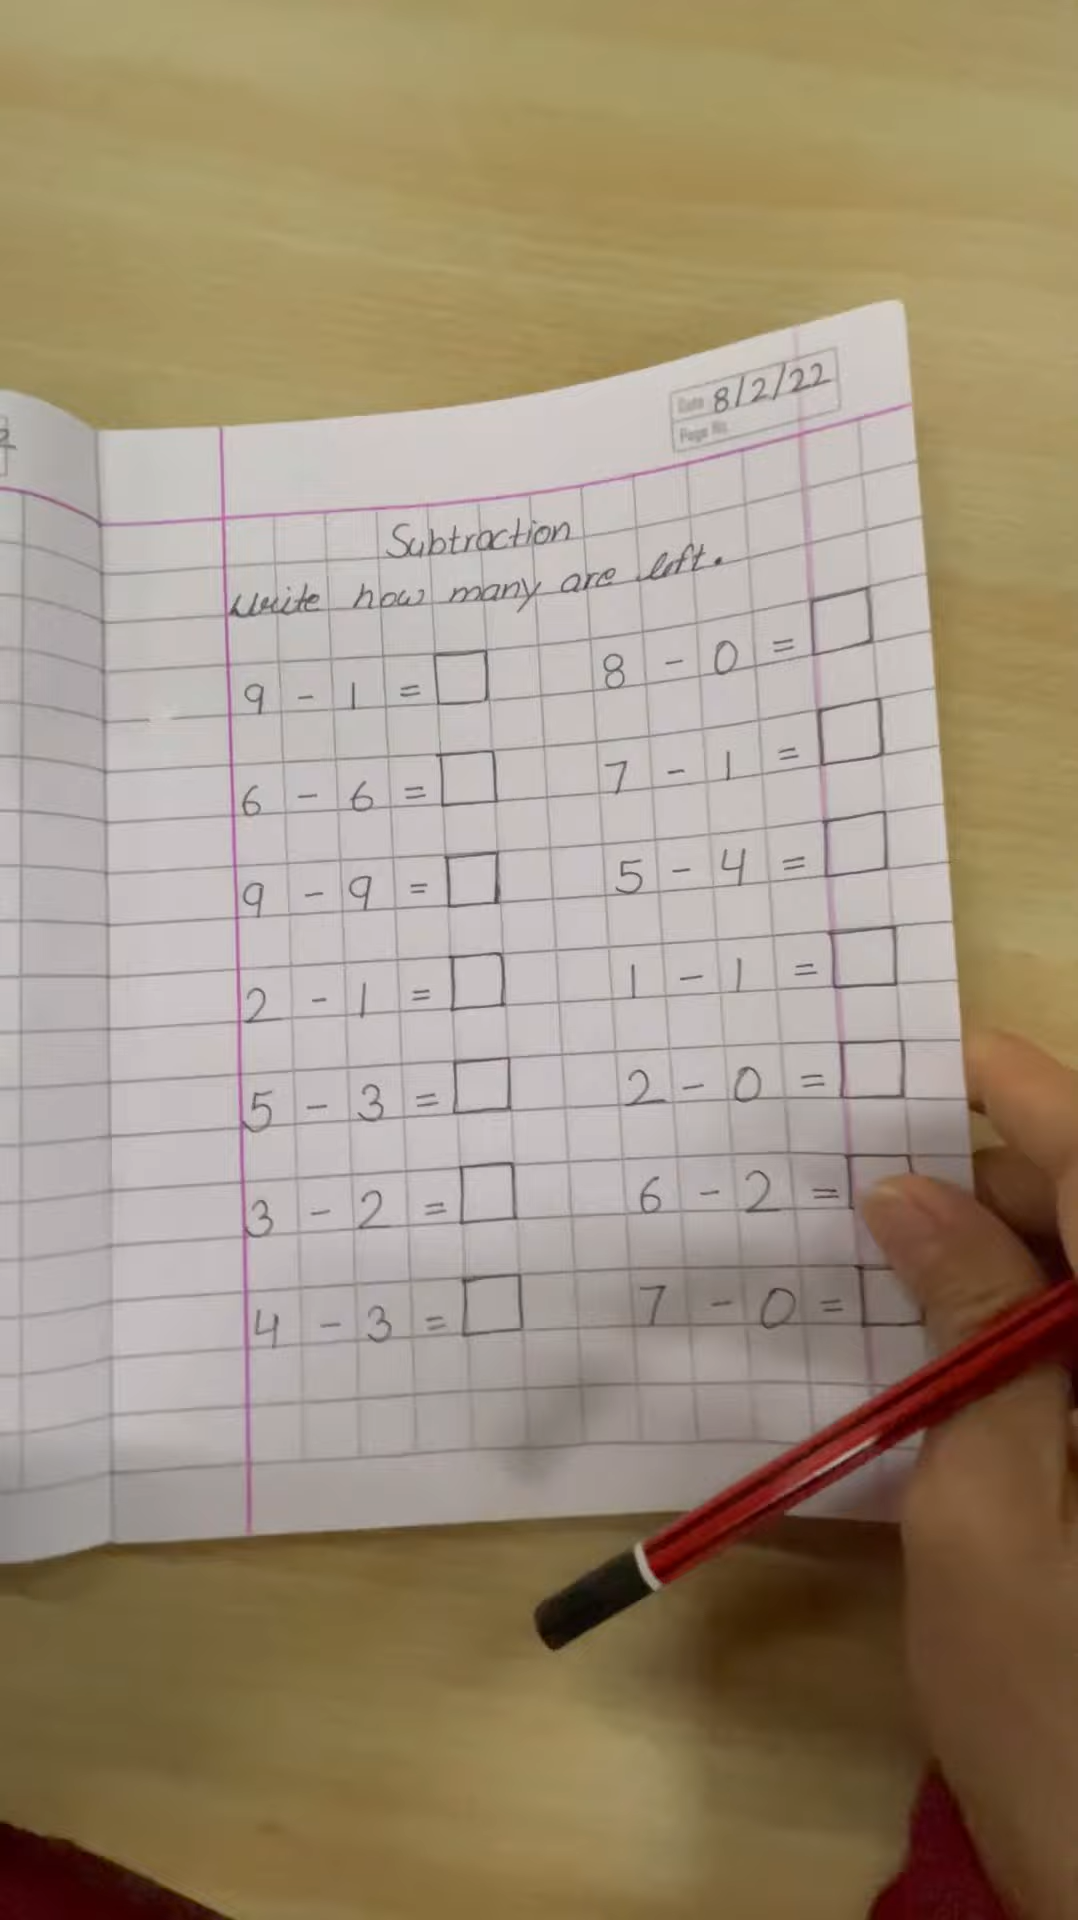 Date 8/2/22
Page No.
Subtraction
Write how many are left.
9 - 1 = 8 - 0 =
6 - 6 = 7 - 1 =
9 - 9 = 5 - 4 =
2 - 1 = 1 - 1 =
5 - 3 = 2 - 0 =
3 - 2 = 6 - 2 =
4 - 3 = 7 - 0 =